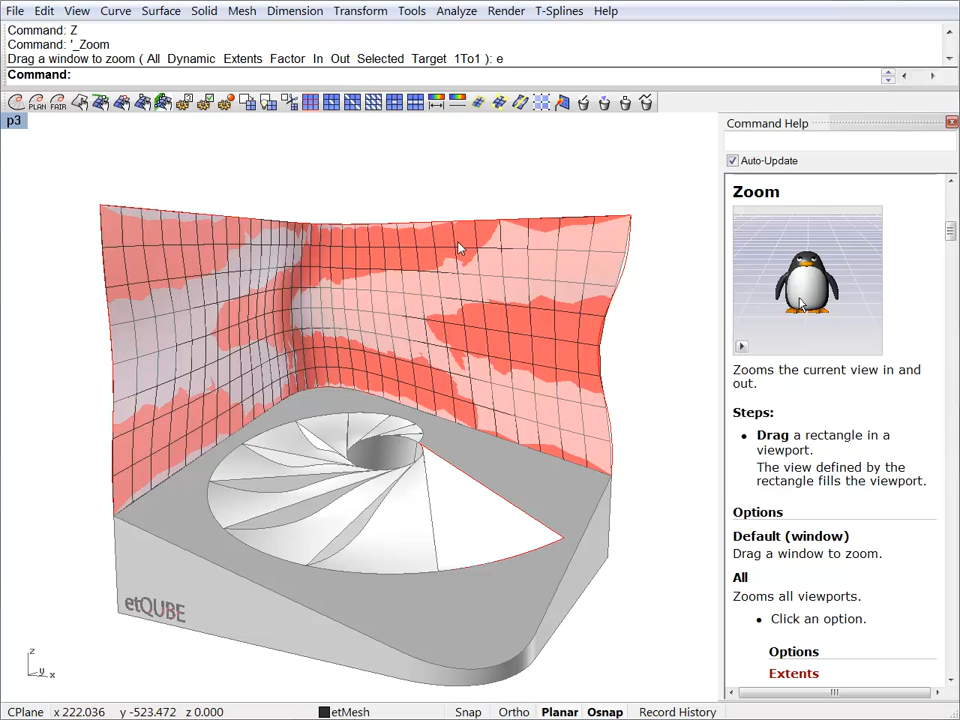 File Edit View Curve Surface Solid Mesh Dimension Transform Tools Analyze Render T-Splines Help
Command: Z
Command: '_Zoom
Drag a window to zoom ( All Dynamic Extents Factor In Out Selected Target 1To1 ): e
Command:
PLAN FAIR
p3
Command Help
Auto-Update
Zoom
Zooms the current view in and
out.
Steps:
• Drag a rectangle in a
viewport.
The view defined by the
rectangle fills the viewport.
Options
Default (window)
Drag a window to zoom.
All
Zooms all viewports.
• Click an option.
Options
Extents
etQUBE
z
y
x
CPlane x 222.036 y -523.472 z 0.000 etMesh Snap Ortho Planar Osnap Record History